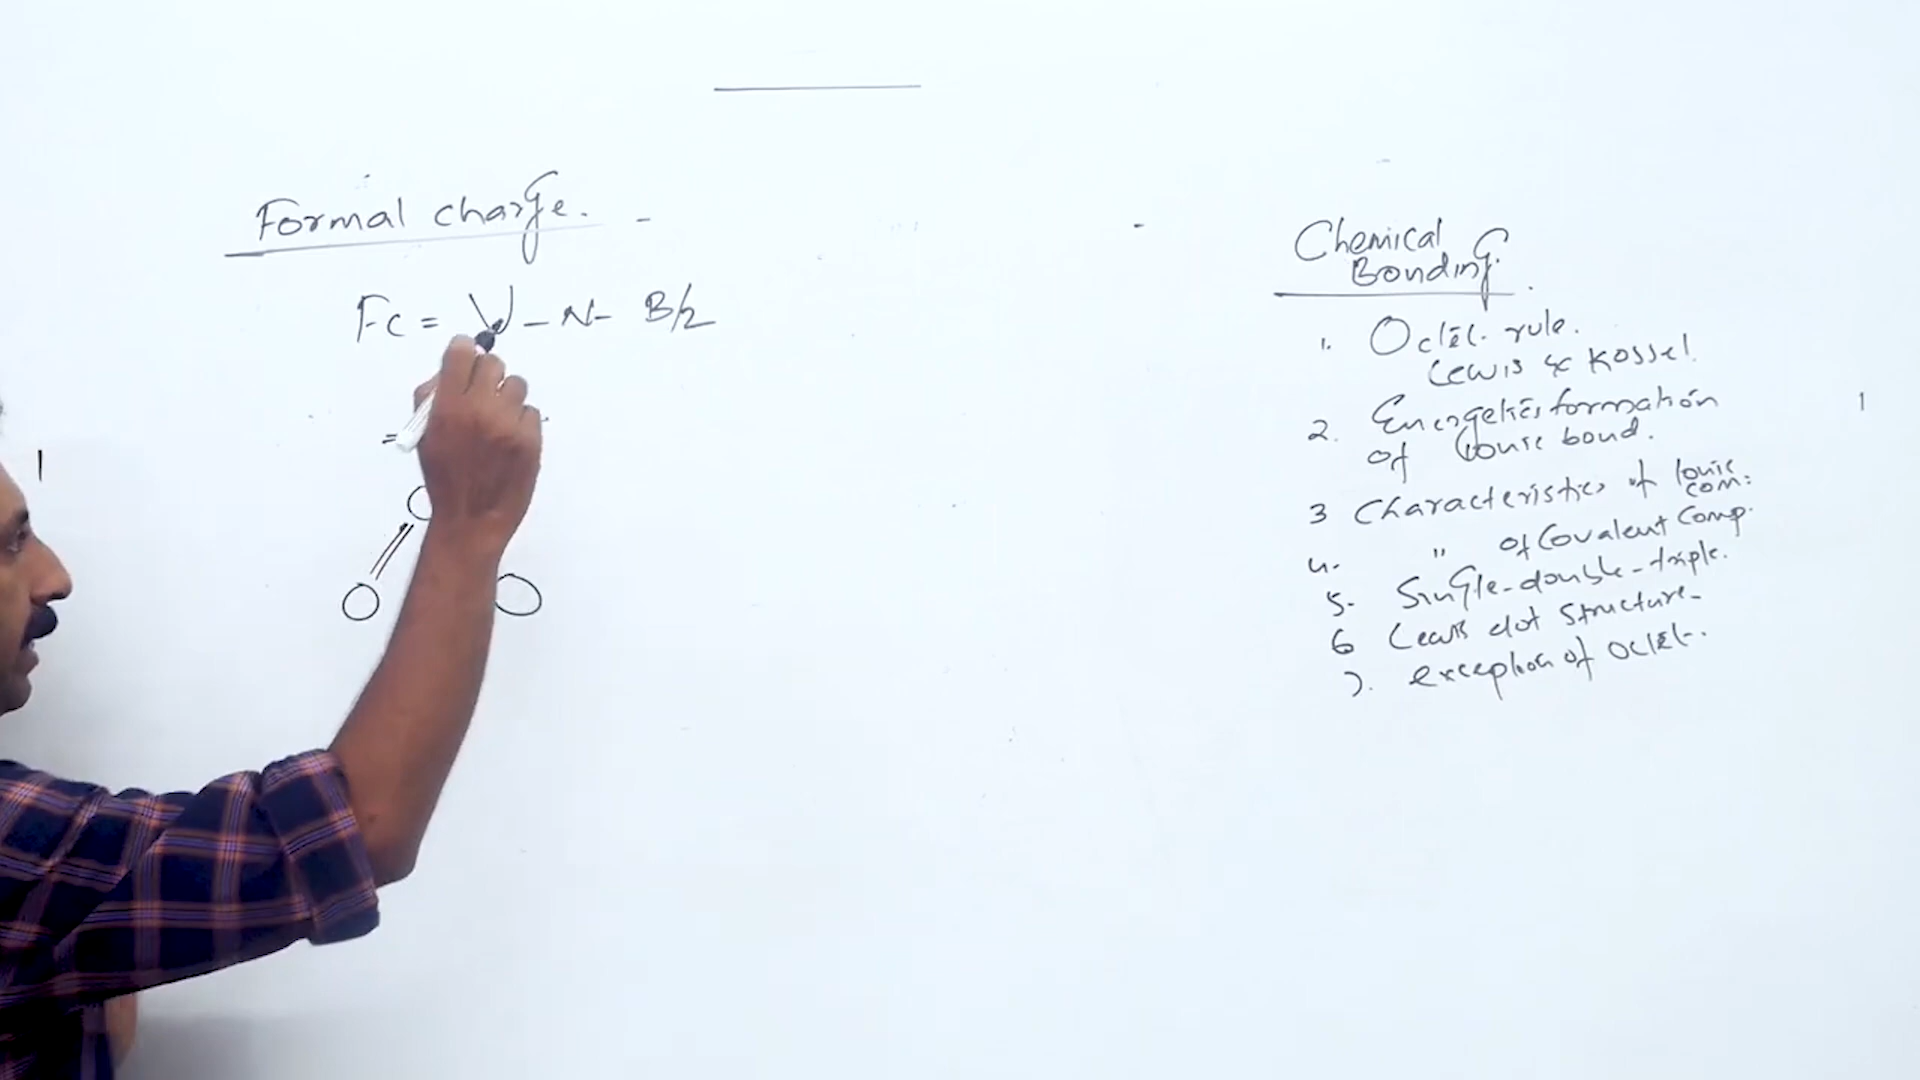 Formal charge.
Fc = V - N - B/2
=
O
O
O
Chemical
Bonding.
1. Octet. rule.
Lewis & Kossel.
2. Energetics formation
of Ionic bond.
3 Characteristics of Ionic
com:
4. " of Covalent Comp.
5. Single-double-triple.
6 Lewis dot structure-
7. exception of Octet.